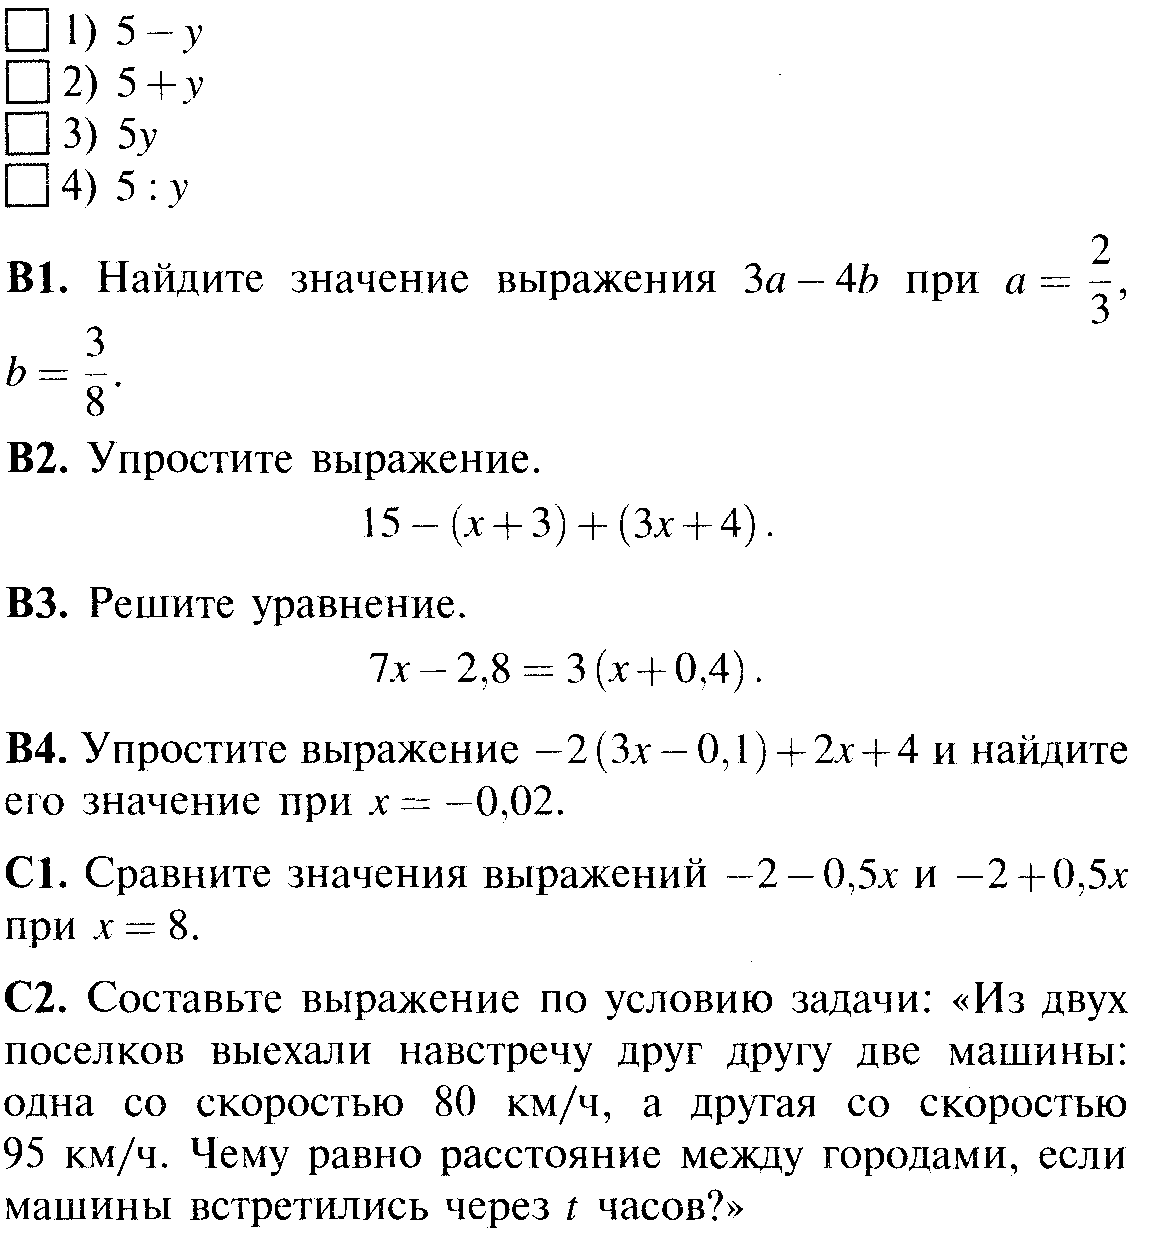 1) 5 − y
2) 5 + y
3) 5y
4) 5 : y
B1. Найдите значение выражения 3a − 4b при a = 2/3,
b = 3/8.
B2. Упростите выражение.
15 − (x + 3) + (3x + 4).
B3. Решите уравнение.
7x − 2,8 = 3 (x + 0,4).
B4. Упростите выражение −2 (3x − 0,1) + 2x + 4 и найдите
его значение при x = −0,02.
C1. Сравните значения выражений −2 − 0,5x и −2 + 0,5x
при x = 8.
C2. Составьте выражение по условию задачи: «Из двух
поселков выехали навстречу друг другу две машины:
одна со скоростью 80 км/ч, а другая со скоростью
95 км/ч. Чему равно расстояние между городами, если
машины встретились через t часов?»